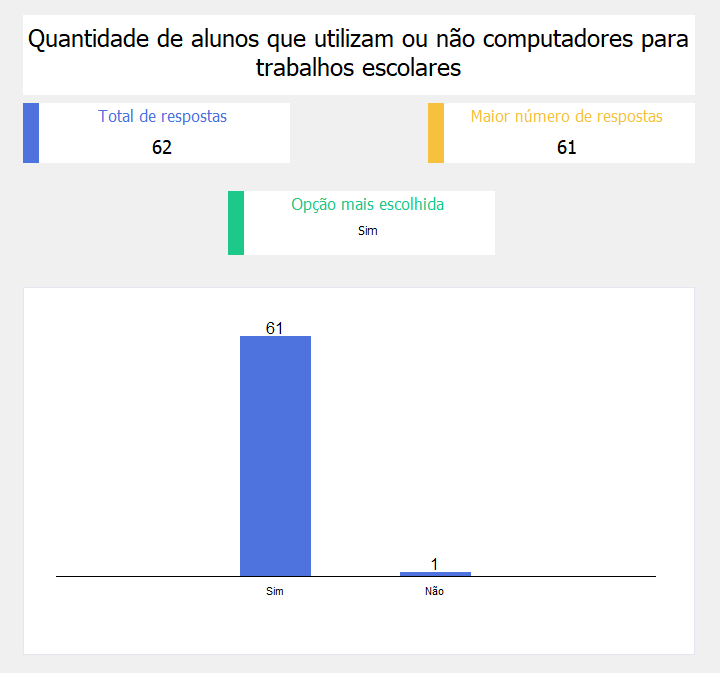 Quantidade de alunos que utilizam ou não computadores para
trabalhos escolares
Total de respostas
62
Maior número de respostas
61
Opção mais escolhida
Sim
61
1
Sim
Não